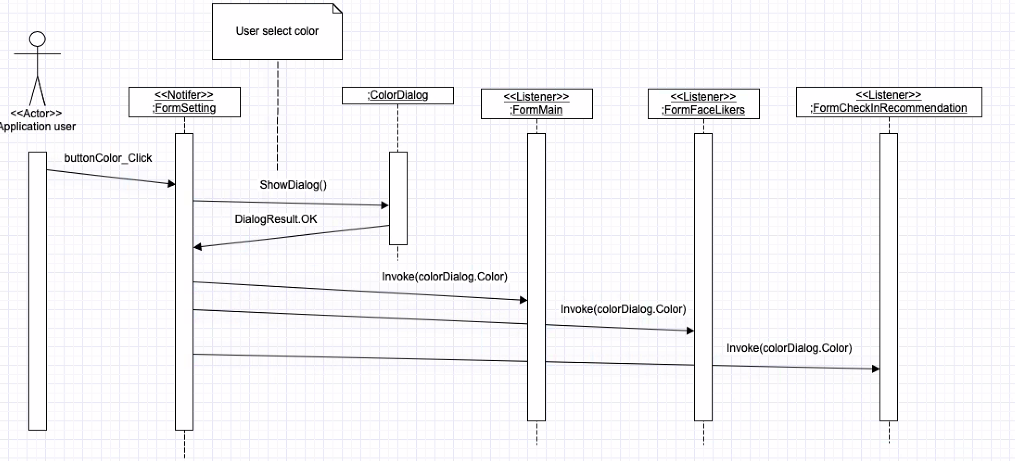 User select color
<<Actor>>
Application user
<<Notifer>>
;FormSetting
;ColorDialog
<<Listener>>
;FormMain
<<Listener>>
;FormFaceLikers
<<Listener>>
;FormCheckInRecommendation
buttonColor_Click
ShowDialog()
DialogResult.OK
Invoke(colorDialog.Color)
Invoke(colorDialog.Color)
Invoke(colorDialog.Color)